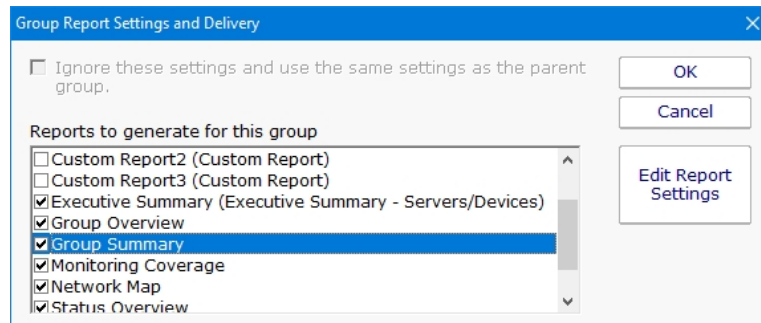 Group Report Settings and Delivery
Ignore these settings and use the same settings as the parent
group.
OK
Cancel
Reports to generate for this group
Custom Report2 (Custom Report)
Custom Report3 (Custom Report)
Executive Summary (Executive Summary - Servers/Devices)
Group Overview
Group Summary
Monitoring Coverage
Network Map
Status Overview
Edit Report
Settings